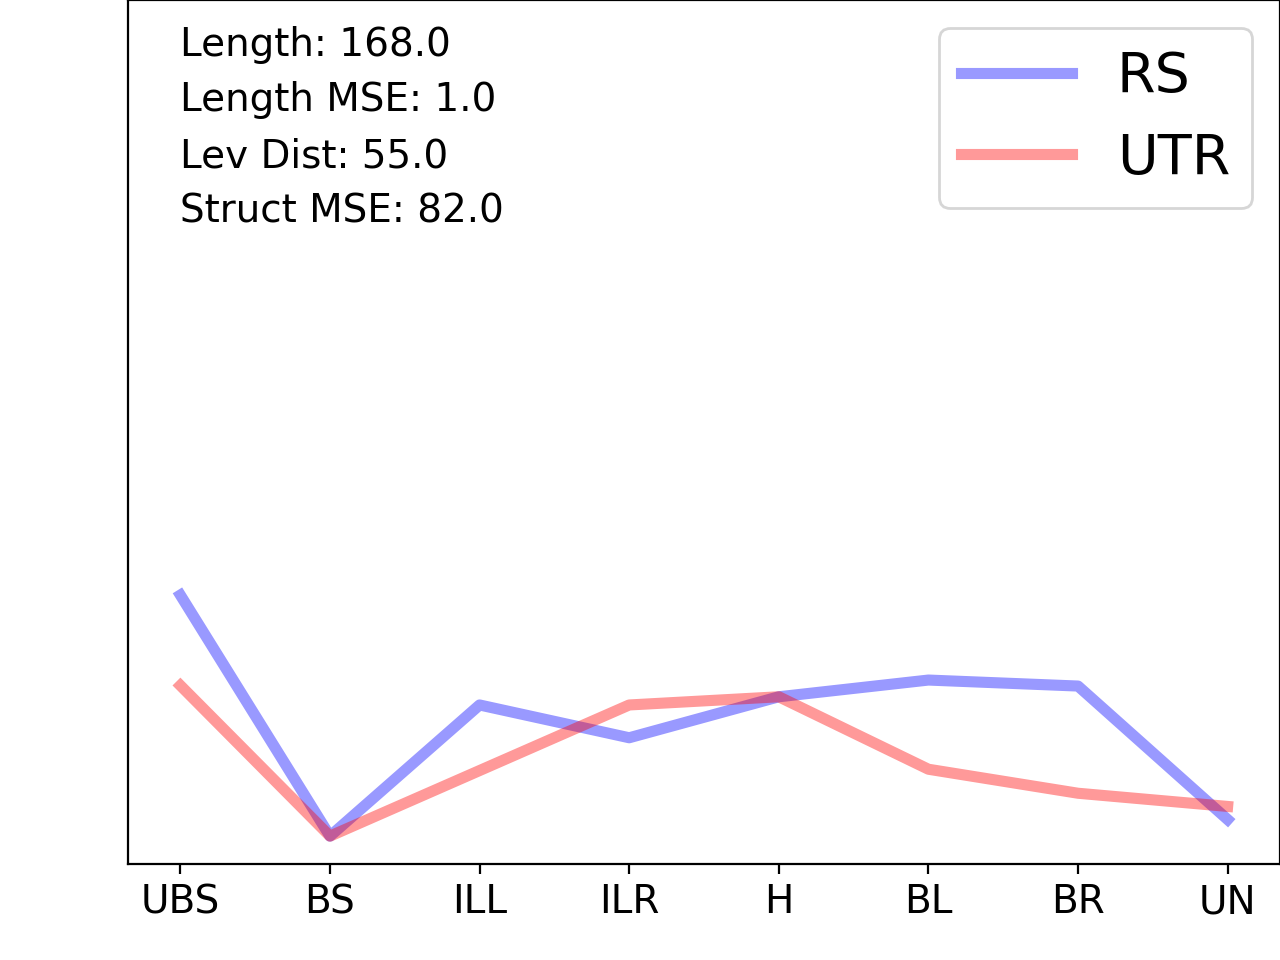 Length: 168.0
Length MSE: 1.0
Lev Dist: 55.0
Struct MSE: 82.0
RS
UTR
UBS BS ILL ILR H BL BR UN